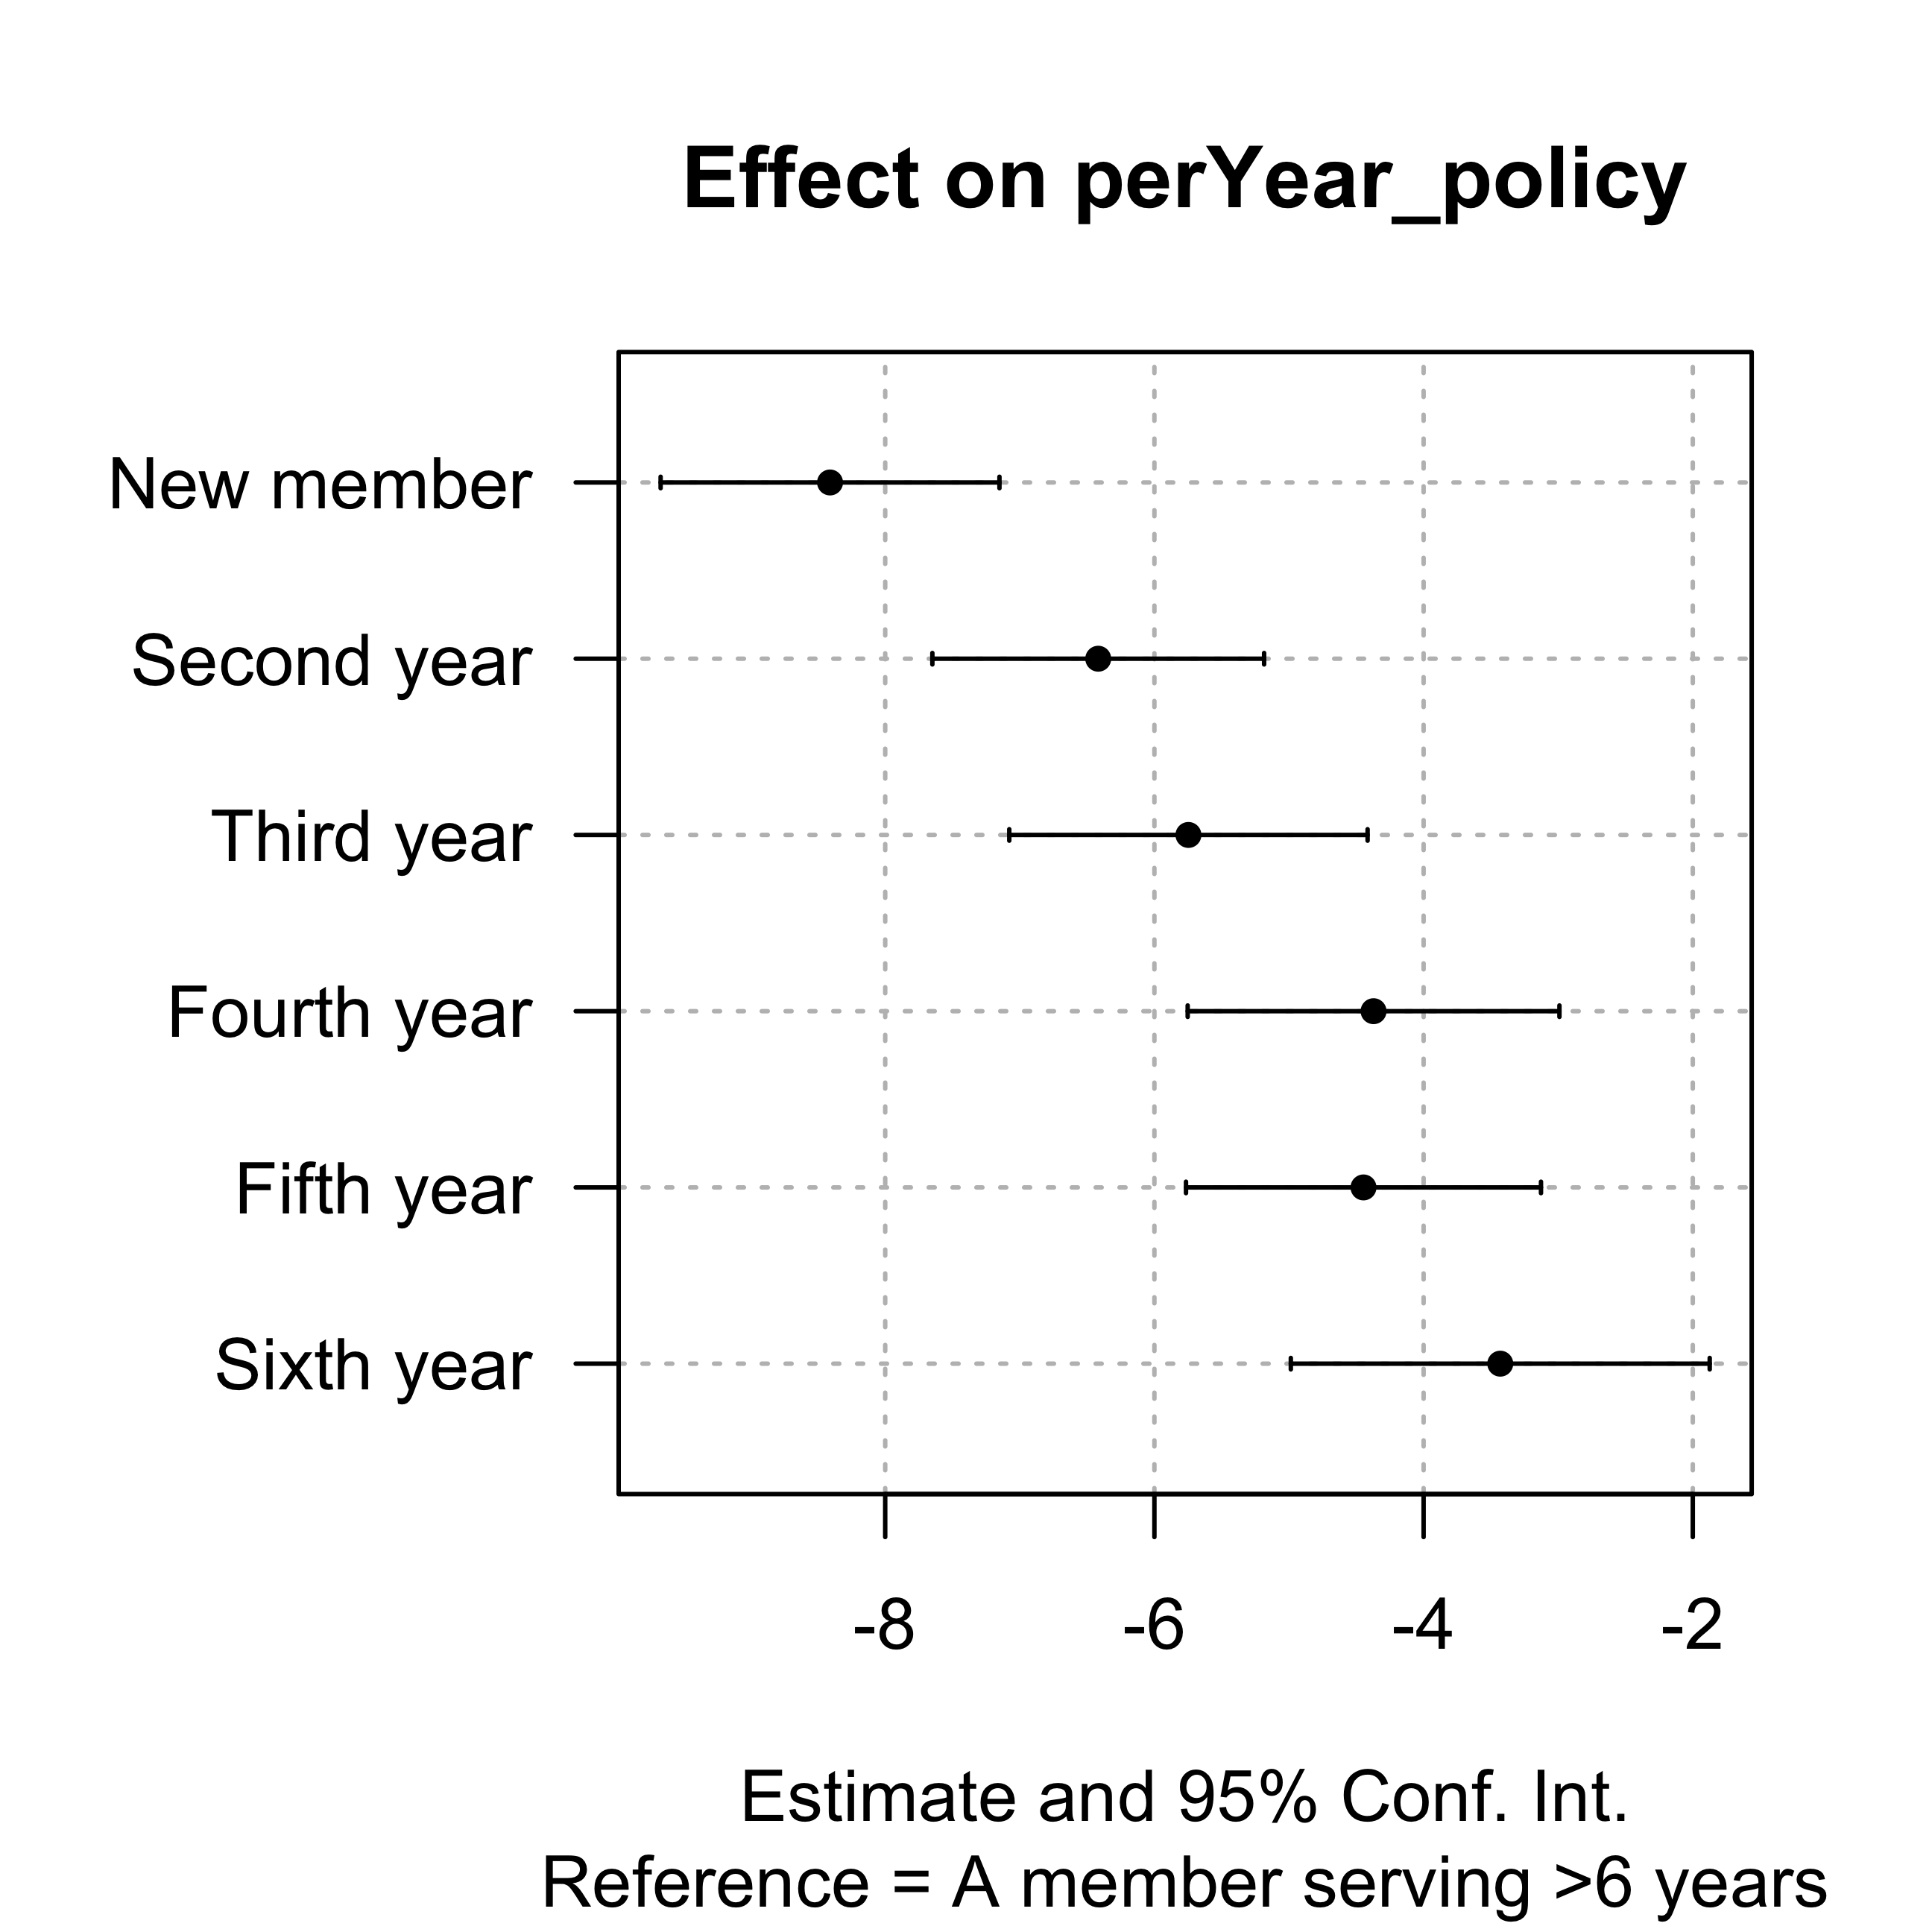 Effect on perYear_policy
New member
Second year
Third year
Fourth year
Fifth year
Sixth year
-8 -6 -4 -2
Estimate and 95% Conf. Int.
Reference = A member serving >6 years